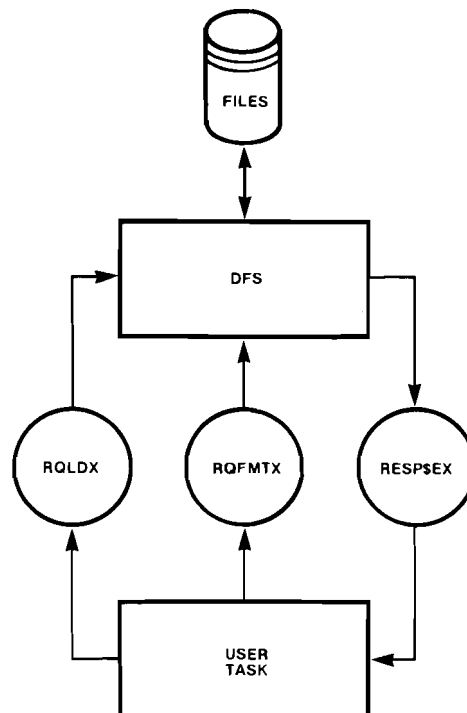 FILES
DFS
RQLDX
RQFMTX
RESP$EX
USER
TASK